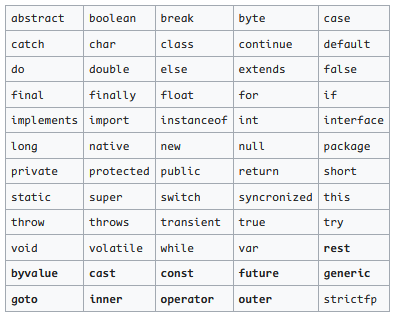 abstract boolean break byte case
catch char class continue default
do double else extends false
final finally float for if
implements import instanceof int interface
long native new null package
private protected public return short
static super switch syncronized this
throw throws transient true try
void volatile while var rest
byvalue cast const future generic
goto inner operator outer strictfp